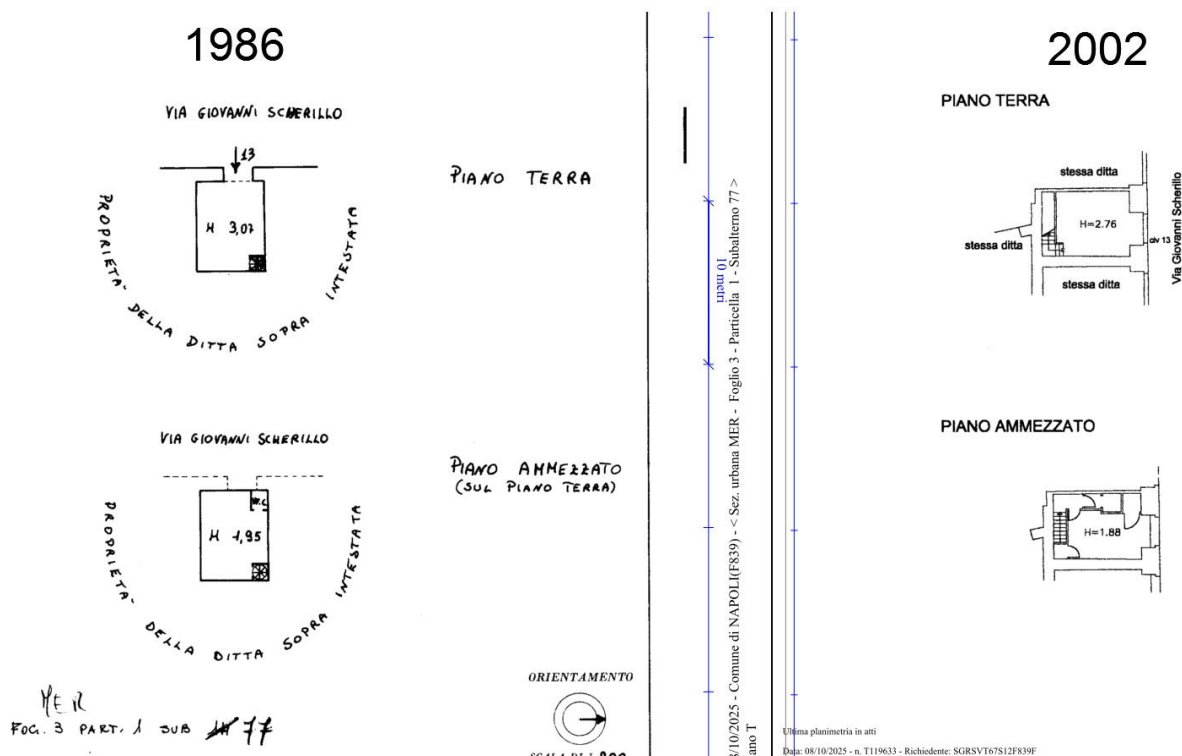 1986
VIA GIOVANNI SCHERILLO
13
PIANO TERRA
H 3,07
PROPRIETA' DELLA DITTA SOPRA INTESTATA
VIA GIOVANNI SCHERILLO
PIANO AMMEZZATO
(SUL PIANO TERRA)
W.C.
H 1,95
PROPRIETA' DELLA DITTA SOPRA INTESTATA
MER
FOG. 3 PART. 1 SUB 77
ORIENTAMENTO
10 metri
/10/2025 - Comune di NAPOLI(F839) - < Sez. urbana MER - Foglio 3 - Particella 1 - Subalterno 77 >
ano T
2002
PIANO TERRA
stessa ditta
H=2.76
stessa ditta
civ 13
Via Giovanni Scherillo
stessa ditta
PIANO AMMEZZATO
H=1.88
Ultima planimetria in atti
Data: 08/10/2025 - n. T119633 - Richiedente: SGRSVT67S12F839F